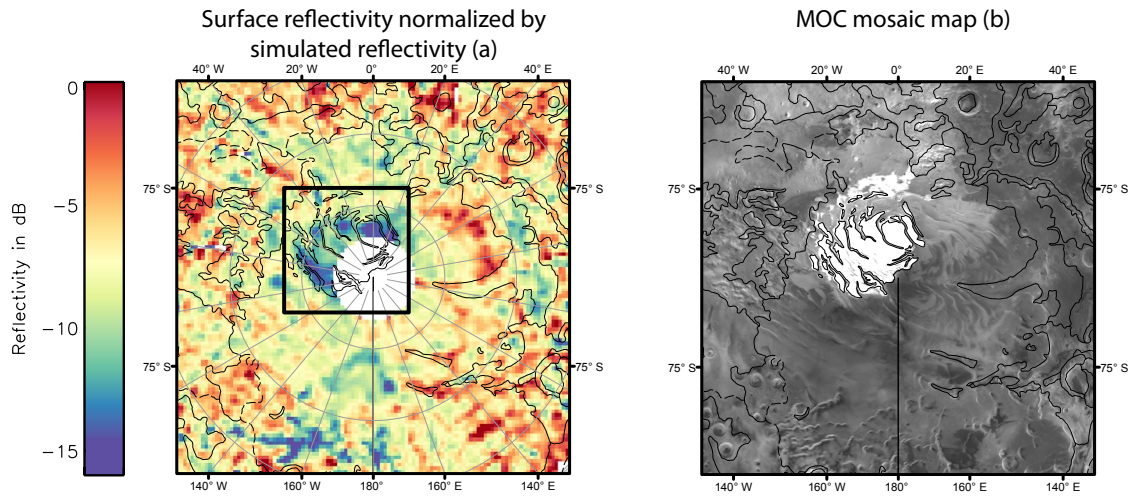 Surface reflectivity normalized by
simulated reflectivity (a)
MOC mosaic map (b)
40° W 20° W 0° 20° E 40° E
40° W 20° W 0° 20° E 40° E
0
−5
−10
−15
Reflectivity in dB
75° S 75° S
75° S 75° S
75° S 75° S
75° S
140° W 160° W 180° 160° E 140° E
140° W 160° W 180° 160° E 140° E